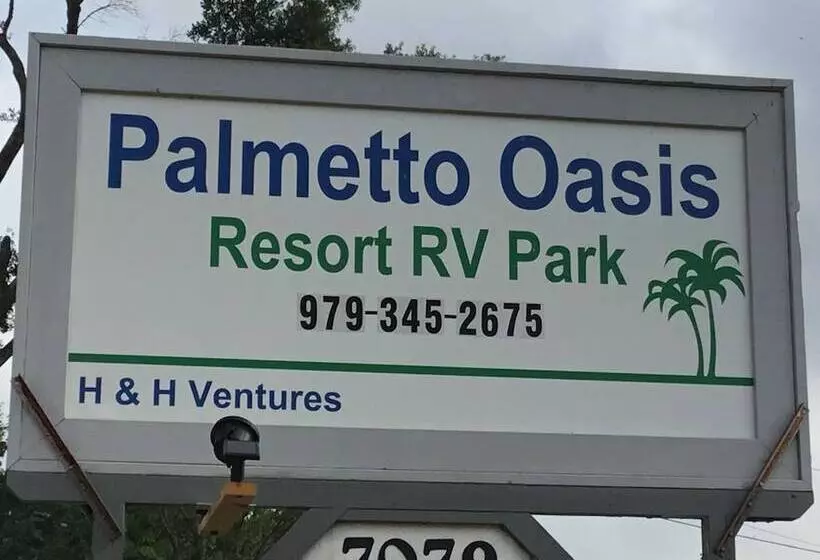 Palmetto Oasis
Resort RV Park
979-345-2675
H & H Ventures